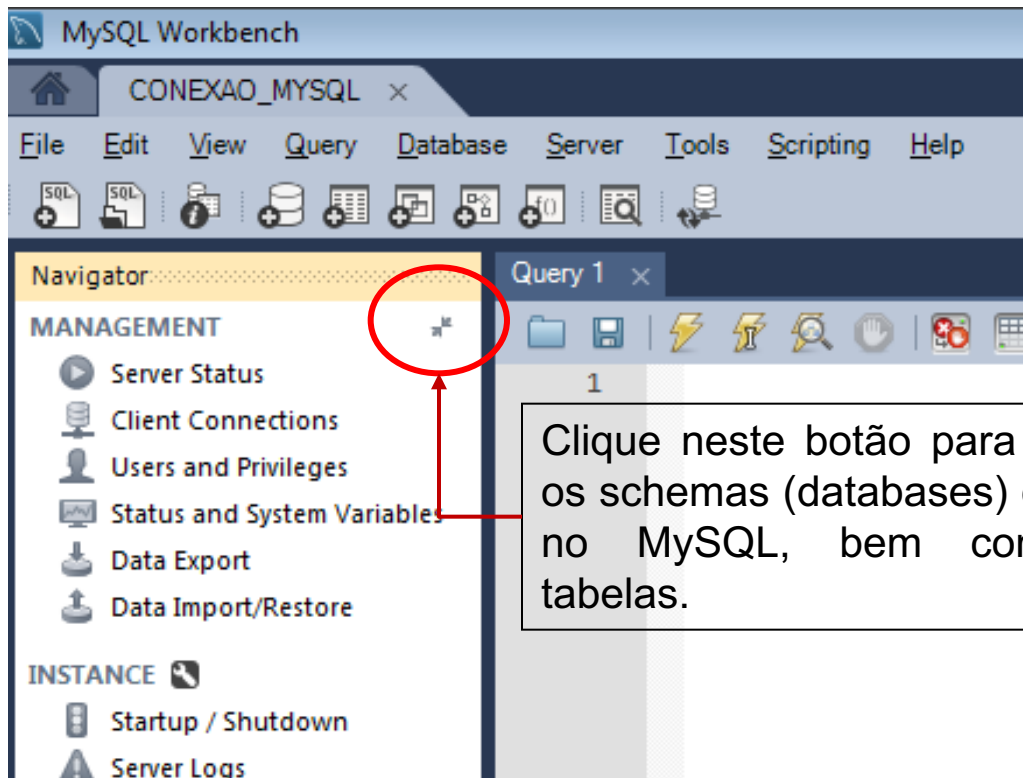 MySQL Workbench
CONEXAO_MYSQL
File Edit View Query Database Server Tools Scripting Help
SQL SQL
Navigator
Query 1
MANAGEMENT
Server Status
1
Client Connections
Users and Privileges
Status and System Variables
Data Export
Data Import/Restore
INSTANCE
Startup / Shutdown
Server Logs
Clique neste botão para
os schemas (databases)
no MySQL, bem
tabelas.